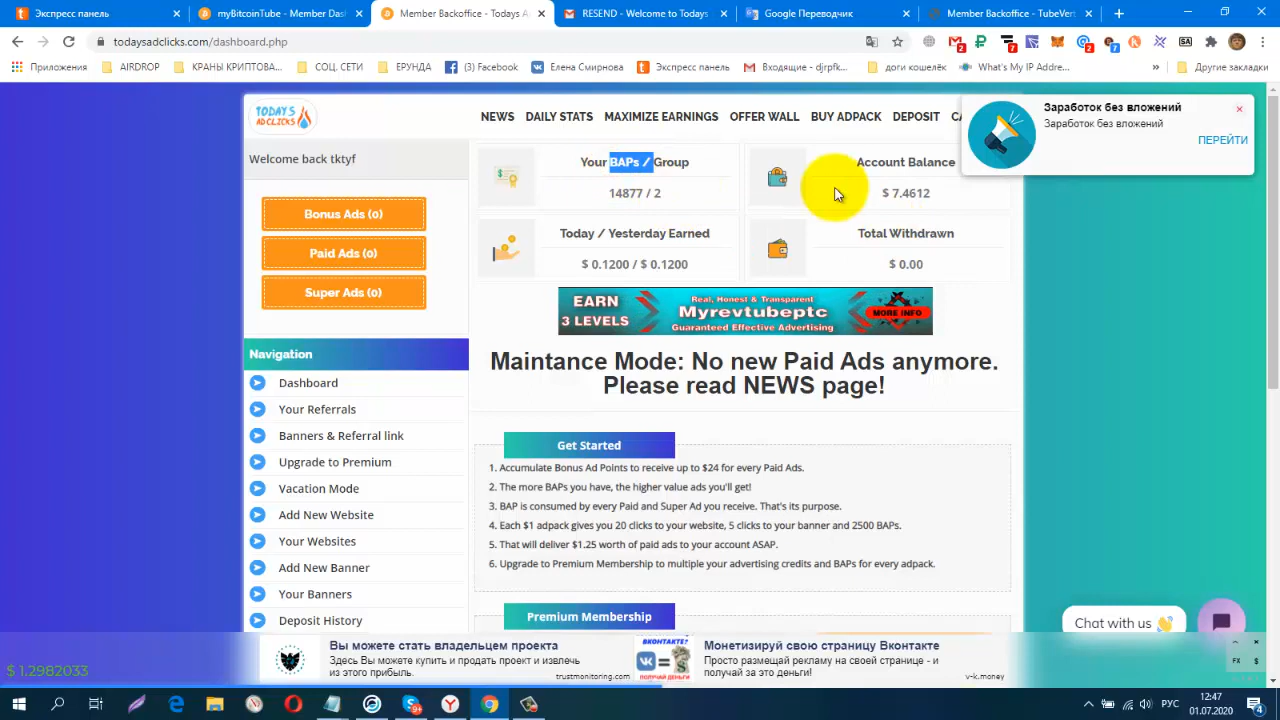 Экспресс панель
myBitcoinTube - Member Das
Member Backoffice - Todays A
RESEND - Welcome to Todays
Google Переводчик
Member Backoffice - TubeVert
todaysadclicks.com/dashboard.php
Приложения
AIRDROP
КРАНЫ КРИПТОВА...
СОЦ. СЕТИ
ЕРУНДА
(3) Facebook
Елена Смирнова
Экспресс панель
Входящие - djrpfk...
доги кошелёк
What's My IP Addre...
»
Другие закладки
TODAY'S
AD CLICKS
NEWS
DAILY STATS
MAXIMIZE EARNINGS
OFFER WALL
BUY ADPACK
DEPOSIT
CA
Заработок без вложений
Заработок без вложений
ПЕРЕЙТИ
Welcome back tktyf
Bonus Ads (0)
Paid Ads (0)
Super Ads (0)
Your BAPs / Group
14877 / 2
Account Balance
$ 7.4612
Today / Yesterday Earned
$ 0.1200 / $ 0.1200
Total Withdrawn
$ 0.00
EARN
3 LEVELS
Real, Honest & Transparent
Myrevtubeptc
Guaranteed Effective Advertising
MORE INFO
Maintance Mode: No new Paid Ads anymore.
Please read NEWS page!
Navigation
Dashboard
Your Referrals
Banners & Referral link
Upgrade to Premium
Vacation Mode
Add New Website
Your Websites
Add New Banner
Your Banners
Deposit History
Get Started
1. Accumulate Bonus Ad Points to receive up to $24 for every Paid Ads.
2. The more BAPs you have, the higher value ads you'll get!
3. BAP is consumed by every Paid and Super Ad you receive. That's its purpose.
4. Each $1 adpack gives you 20 clicks to your website, 5 clicks to your banner and 2500 BAPs.
5. That will deliver $1.25 worth of paid ads to your account ASAP.
6. Upgrade to Premium Membership to multiple your advertising credits and BAPs for every adpack.
Premium Membership
Chat with us
Вы можете стать владельцем проекта
Здесь Вы можете купить и продать проект и извлечь
из этого прибыль.
trustmonitoring.com
ВКОНТАКТЕ?
ПОЛУЧАЙ ДЕНЬГИ
Монетизируй свою страницу Вконтакте
Просто размещай рекламу на своей странице - и
получай за это деньги!
v-k.money
FX
$
$ 1.2982033
РУС
12:47
01.07.2020